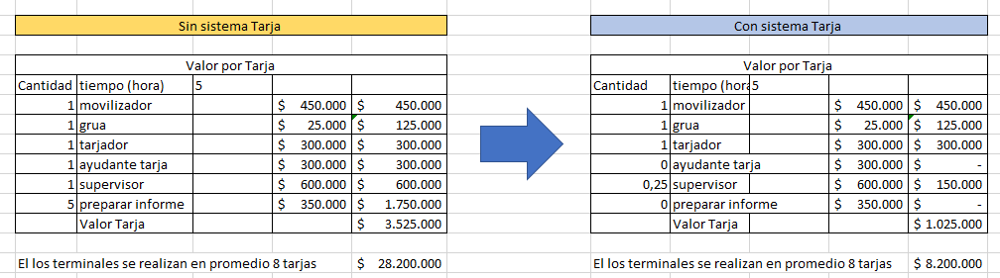 Sin sistema Tarja
Valor por Tarja
Cantidad tiempo (hora) 5
1 movilizador $ 450.000 $ 450.000
1 grua $ 25.000 $ 125.000
1 tarjador $ 300.000 $ 300.000
1 ayudante tarja $ 300.000 $ 300.000
1 supervisor $ 600.000 $ 600.000
5 preparar informe $ 350.000 $ 1.750.000
Valor Tarja $ 3.525.000
El los terminales se realizan en promedio 8 tarjas $ 28.200.000
Con sistema Tarja
Valor por Tarja
Cantidad tiempo (hora 5
1 movilizador $ 450.000 $ 450.000
1 grua $ 25.000 $ 125.000
1 tarjador $ 300.000 $ 300.000
0 ayudante tarja $ 300.000 $ -
0,25 supervisor $ 600.000 $ 150.000
0 preparar informe $ 350.000 $ -
Valor Tarja $ 1.025.000
El los terminales se realizan en promedio 8 tarjas $ 8.200.000